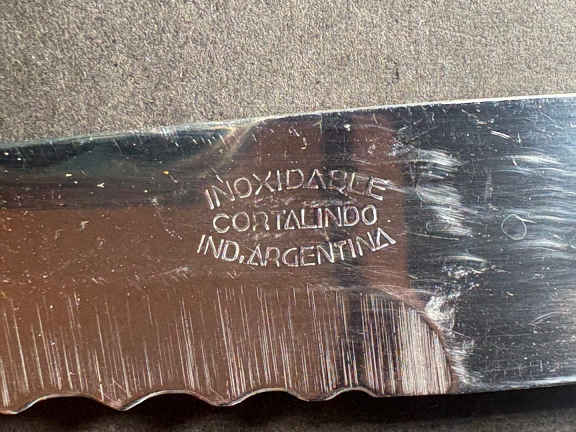 INOXIDABLE
CORTALINDO
IND. ARGENTINA